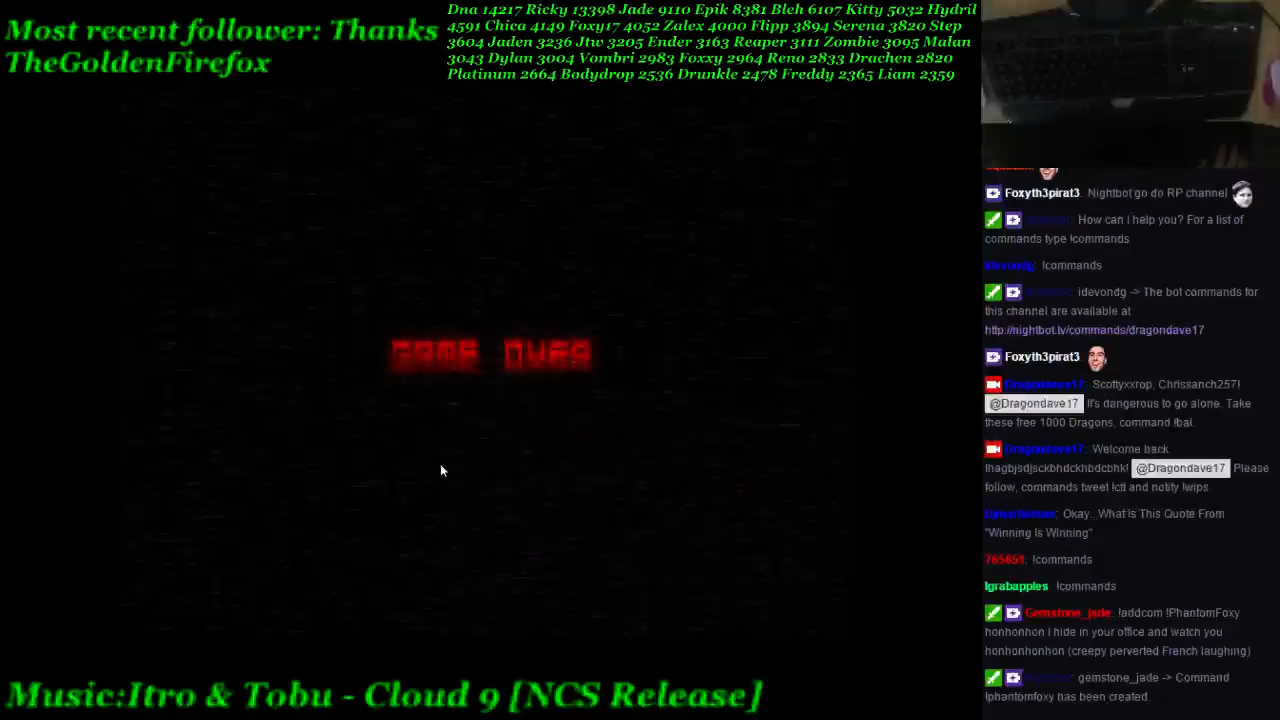 Most recent follower: Thanks
TheGoldenFirefox
Dna 14217 Ricky 13398 Jade 9110 Epik 8381 Bleh 6107 Kitty 5032 Hydril
4591 Chica 4149 Foxy17 4052 Zalex 4000 Flipp 3894 Serena 3820 Step
3604 Jaden 3236 Jtw 3205 Ender 3163 Reaper 3111 Zombie 3095 Malan
3043 Dylan 3004 Vombri 2983 Foxxy 2964 Reno 2833 Drachen 2820
Platinum 2664 Bodydrop 2536 Drunkle 2478 Freddy 2365 Liam 2359
GAME OVER
Foxyth3pirat3: Nightbot go do RP channel
How can i help you? For a list of
commands type !commands
idevondg: !commands
idevondg -> The bot commands for
this channel are available at
http://nightbot.tv/commands/dragondave17
Foxyth3pirat3
Dragondave17: Scottyxxrop, Chrissanch257!
@Dragondave17 It's dangerous to go alone. Take
these free 1000 Dragons, command !bal.
Dragondave17: Welcome back
@Dragondave17 Please
follow, commands tweet !ctt and notify !wips.
Okay...What Is This Quote From
"Winning Is Winning"
765651: !commands
Igrabapples !commands
Gemstone_jade: !addcom !PhantomFoxy
honhonhon I hide in your office and watch you
honhonhonhon (creepy perverted French laughing)
gemstone_jade -> Command
!phantomfoxy has been created.
Music:Itro & Tobu - Cloud 9 [NCS Release]